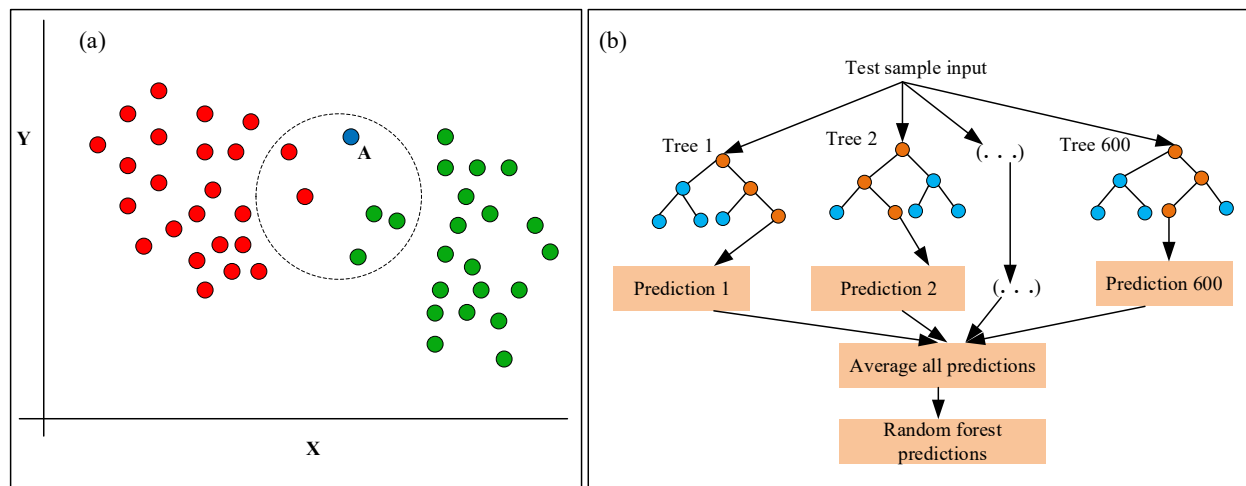 (a)
Y
A
X
(b)
Test sample input
Tree 1
Tree 2
(. . .)
Tree 600
Prediction 1
Prediction 2
(. . .)
Prediction 600
Average all predictions
Random forest
predictions